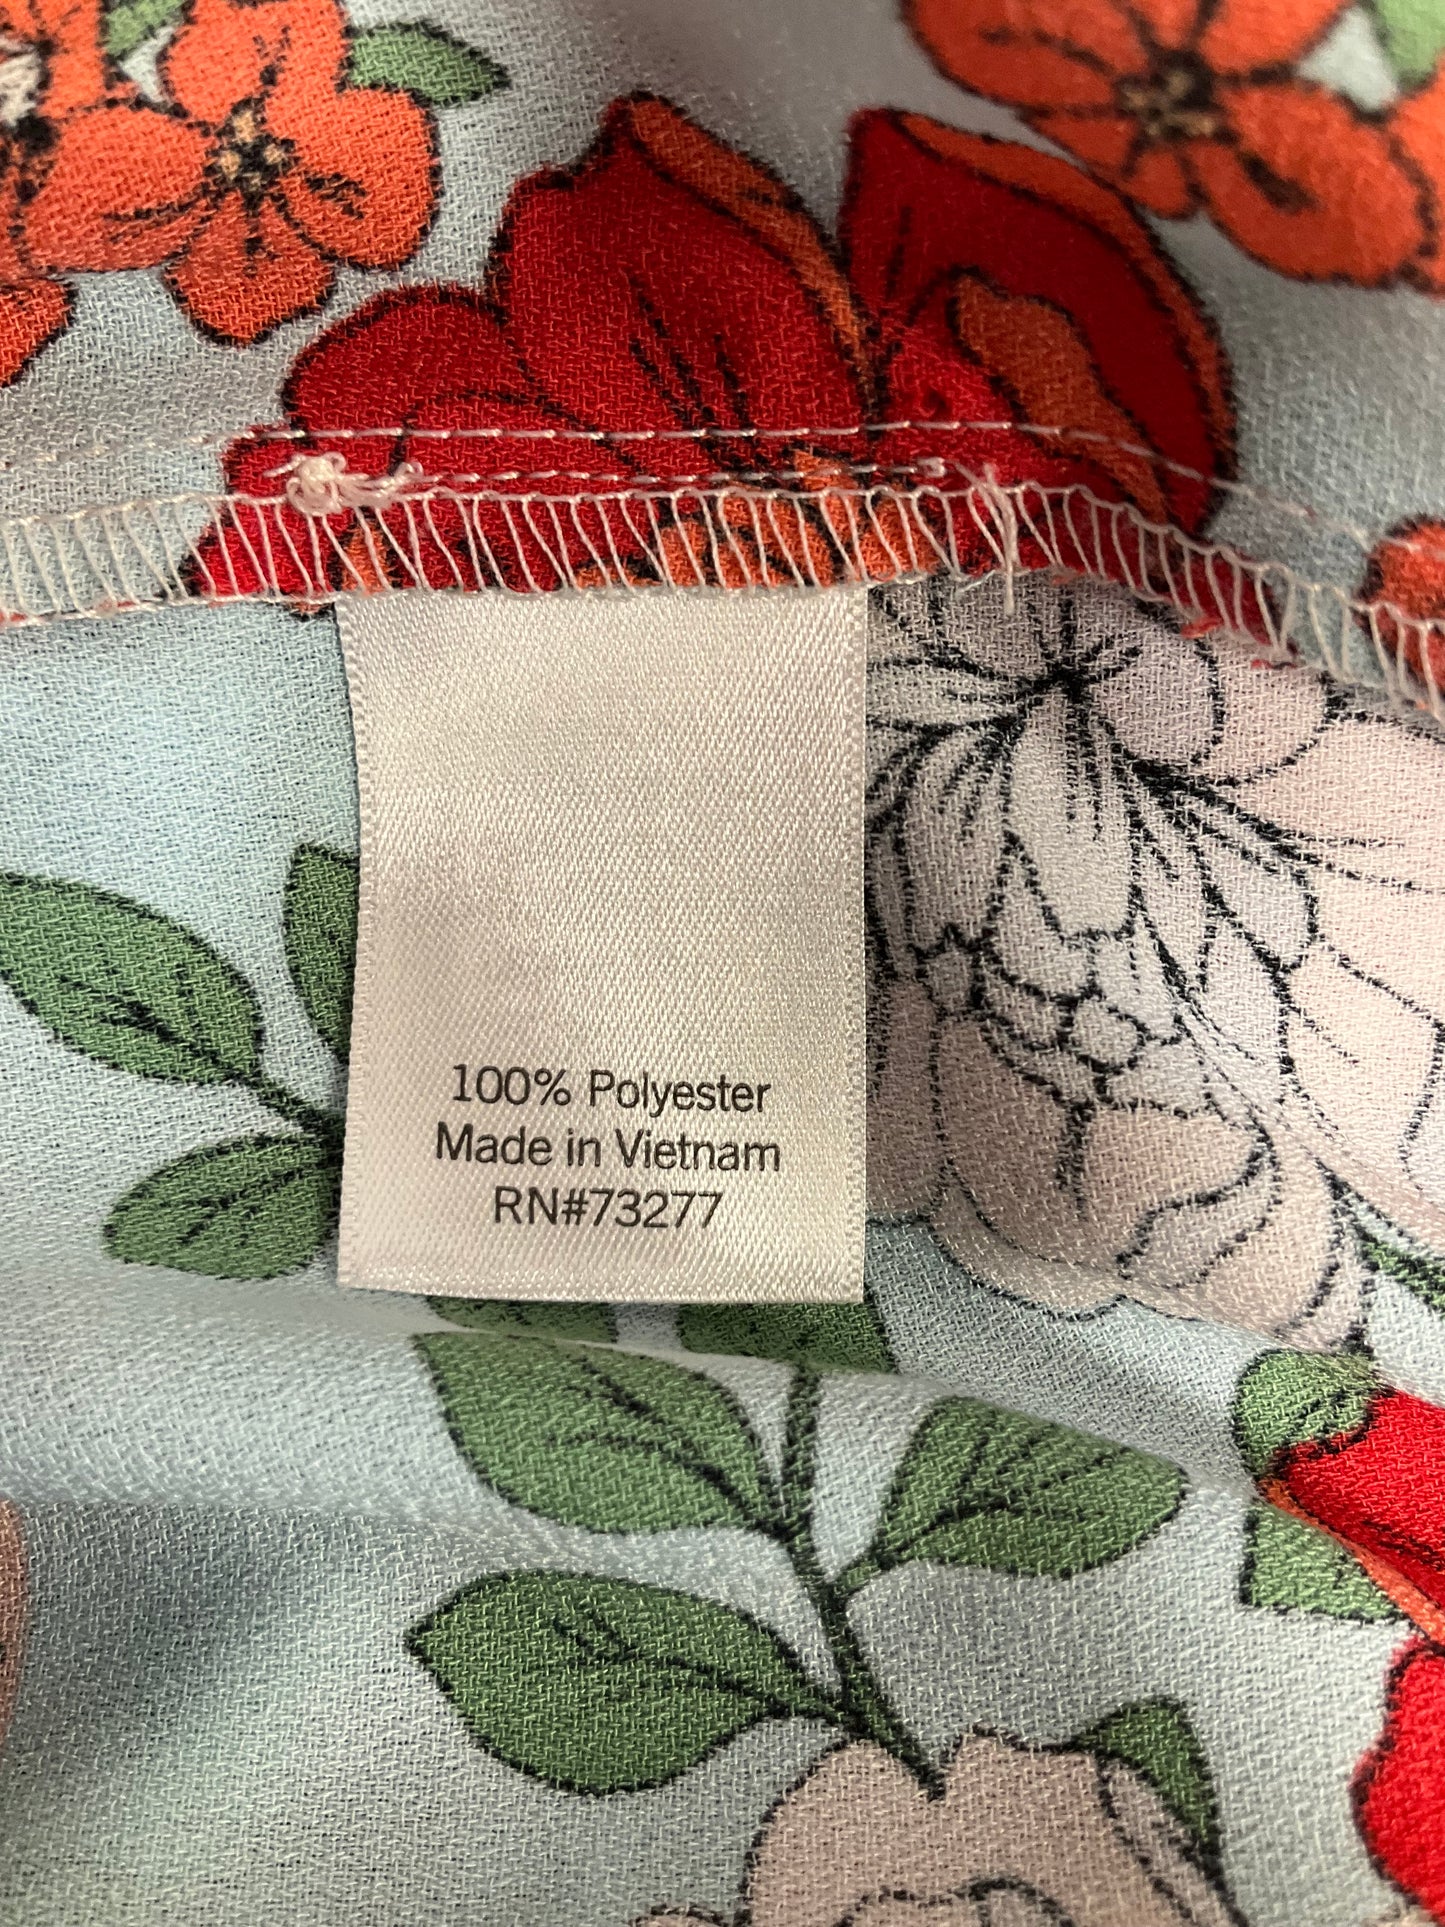 100% Polyester
Made in Vietnam
RN#73277